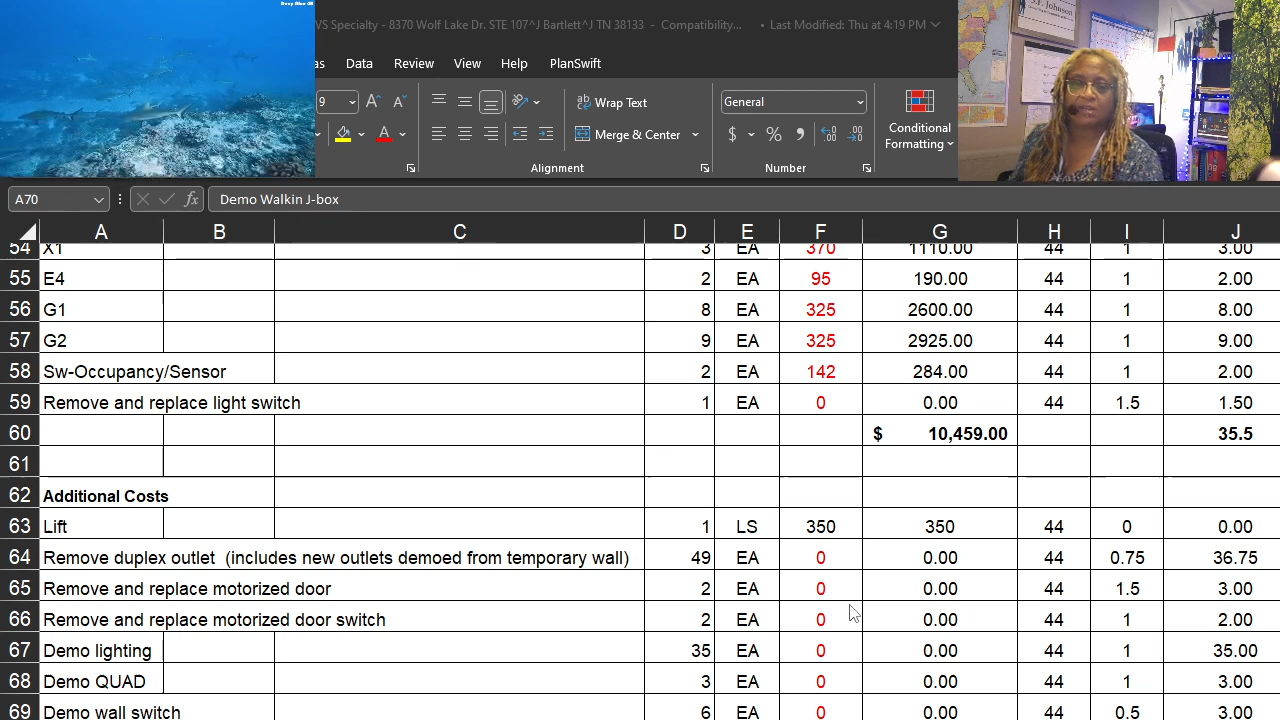 VS Specialty - 8370 Wolf Lake Dr. STE 107^J Bartlett^J TN 38133 - Compatibility... • Last Modified: Thu at 4:19 PM
as Data Review View Help PlanSwift
9 A A ab Wrap Text General
Merge & Center $ % Conditional Formatting
Alignment Number
A70 fx Demo Walkin J-box
A B C D E F G H I J
54 X1 3 EA 370 1110.00 44 1 3.00
55 E4 2 EA 95 190.00 44 1 2.00
56 G1 8 EA 325 2600.00 44 1 8.00
57 G2 9 EA 325 2925.00 44 1 9.00
58 Sw-Occupancy/Sensor 2 EA 142 284.00 44 1 2.00
59 Remove and replace light switch 1 EA 0 0.00 44 1.5 1.50
60 $ 10,459.00 35.5
61
62 Additional Costs
63 Lift 1 LS 350 350 44 0 0.00
64 Remove duplex outlet (includes new outlets demoed from temporary wall) 49 EA 0 0.00 44 0.75 36.75
65 Remove and replace motorized door 2 EA 0 0.00 44 1.5 3.00
66 Remove and replace motorized door switch 2 EA 0 0.00 44 1 2.00
67 Demo lighting 35 EA 0 0.00 44 1 35.00
68 Demo QUAD 3 EA 0 0.00 44 1 3.00
69 Demo wall switch 6 EA 0 0.00 44 0.5 3.00